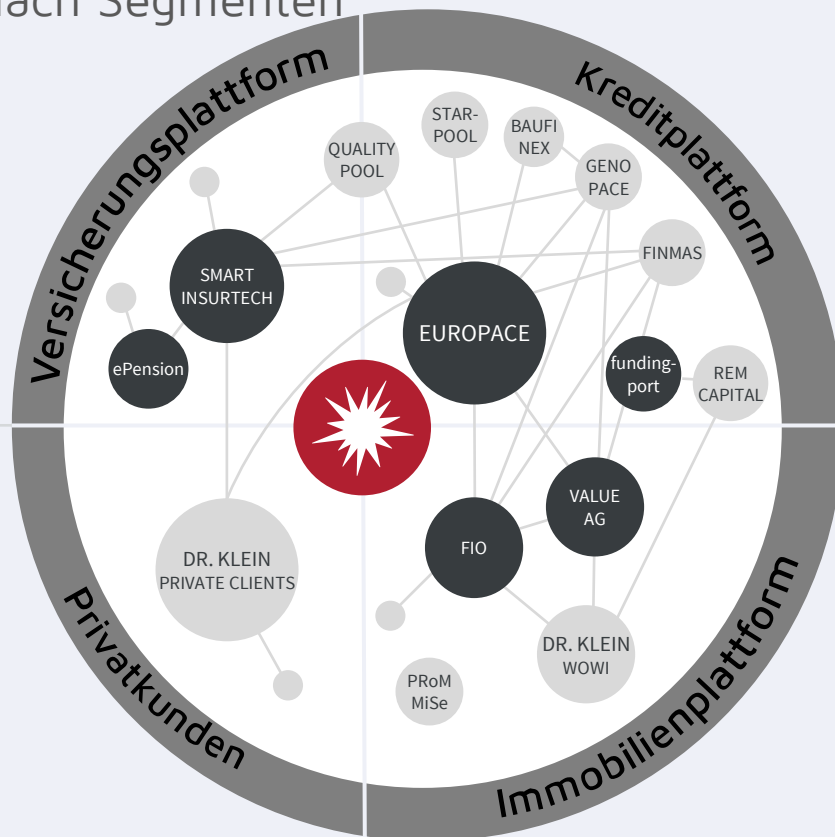 nach Segmenten
Versicherungsplattform
Kreditplattform
STAR-
POOL
BAUFI
NEX
QUALITY
POOL
GENO
PACE
FINMAS
SMART
INSURTECH
EUROPACE
ePension
funding-
port
REM
CAPITAL
VALUE
AG
FIO
DR. KLEIN
PRIVATE CLIENTS
DR. KLEIN
WOWI
PRoM
MiSe
Privatkunden
Immobilienplattform